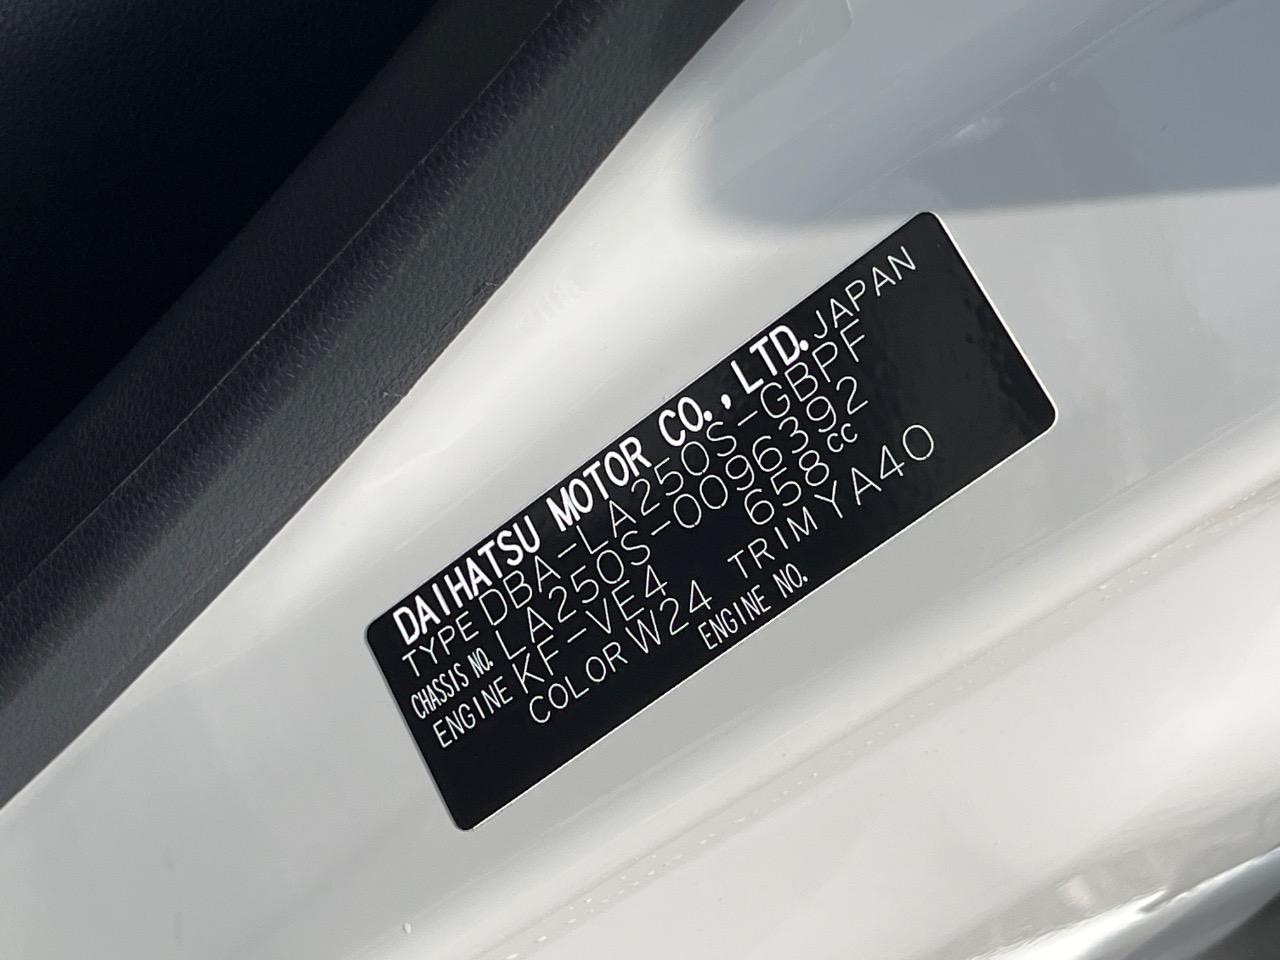 DAIHATSU MOTOR CO., LTD. JAPAN
TYPE DBA-LA250S-GBPF
CHASSIS NO. LA250S-0096392
ENGINE KF-VE4 658cc
COLOR W24 TRIM YA40
ENGINE NO.